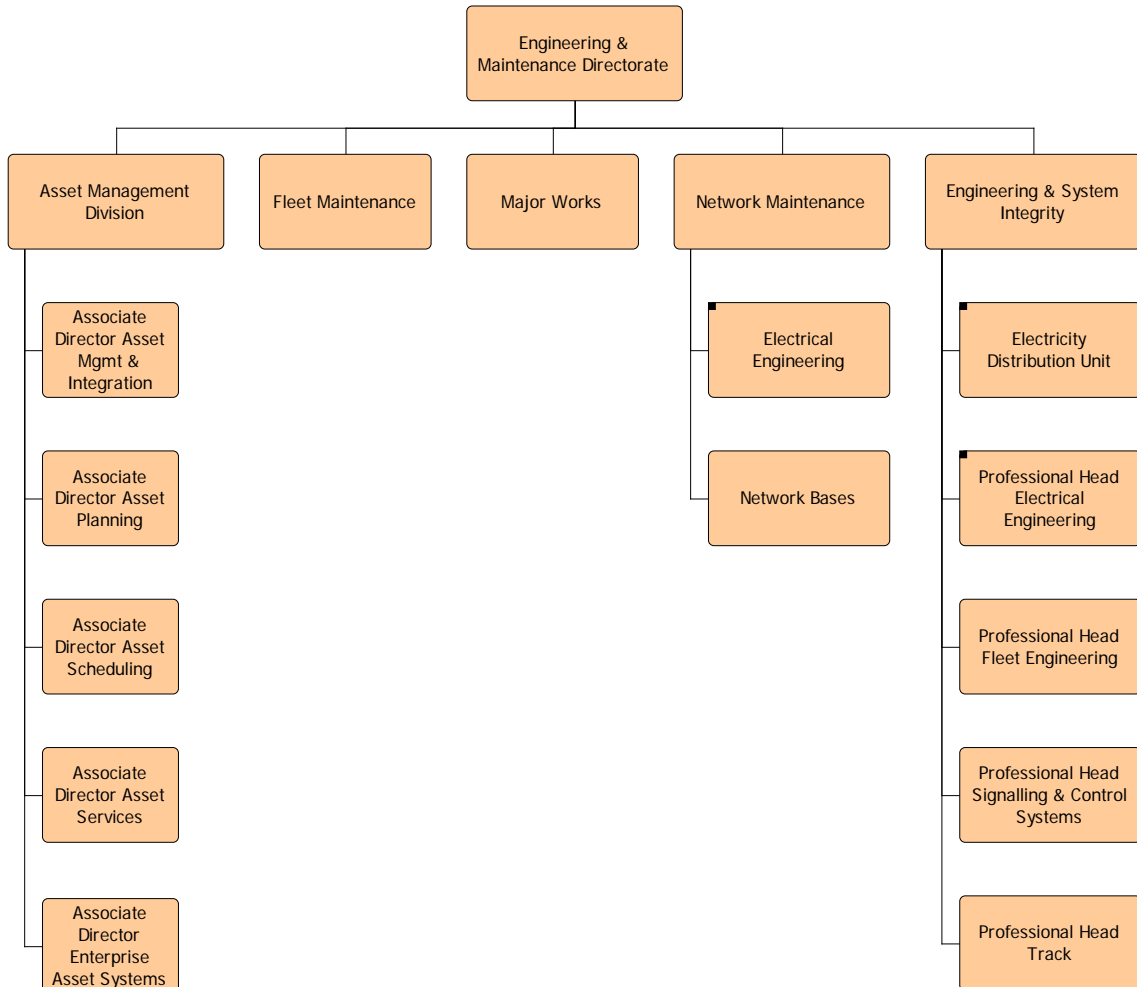 Engineering &
Maintenance Directorate
Asset Management
Division
Fleet Maintenance
Major Works
Network Maintenance
Engineering & System
Integrity
Associate
Director Asset
Mgmt &
Integration
Electrical
Engineering
Electricity
Distribution Unit
Associate
Director Asset
Planning
Network Bases
Professional Head
Electrical
Engineering
Associate
Director Asset
Scheduling
Professional Head
Fleet Engineering
Associate
Director Asset
Services
Professional Head
Signalling & Control
Systems
Associate
Director
Enterprise
Asset Systems
Professional Head
Track